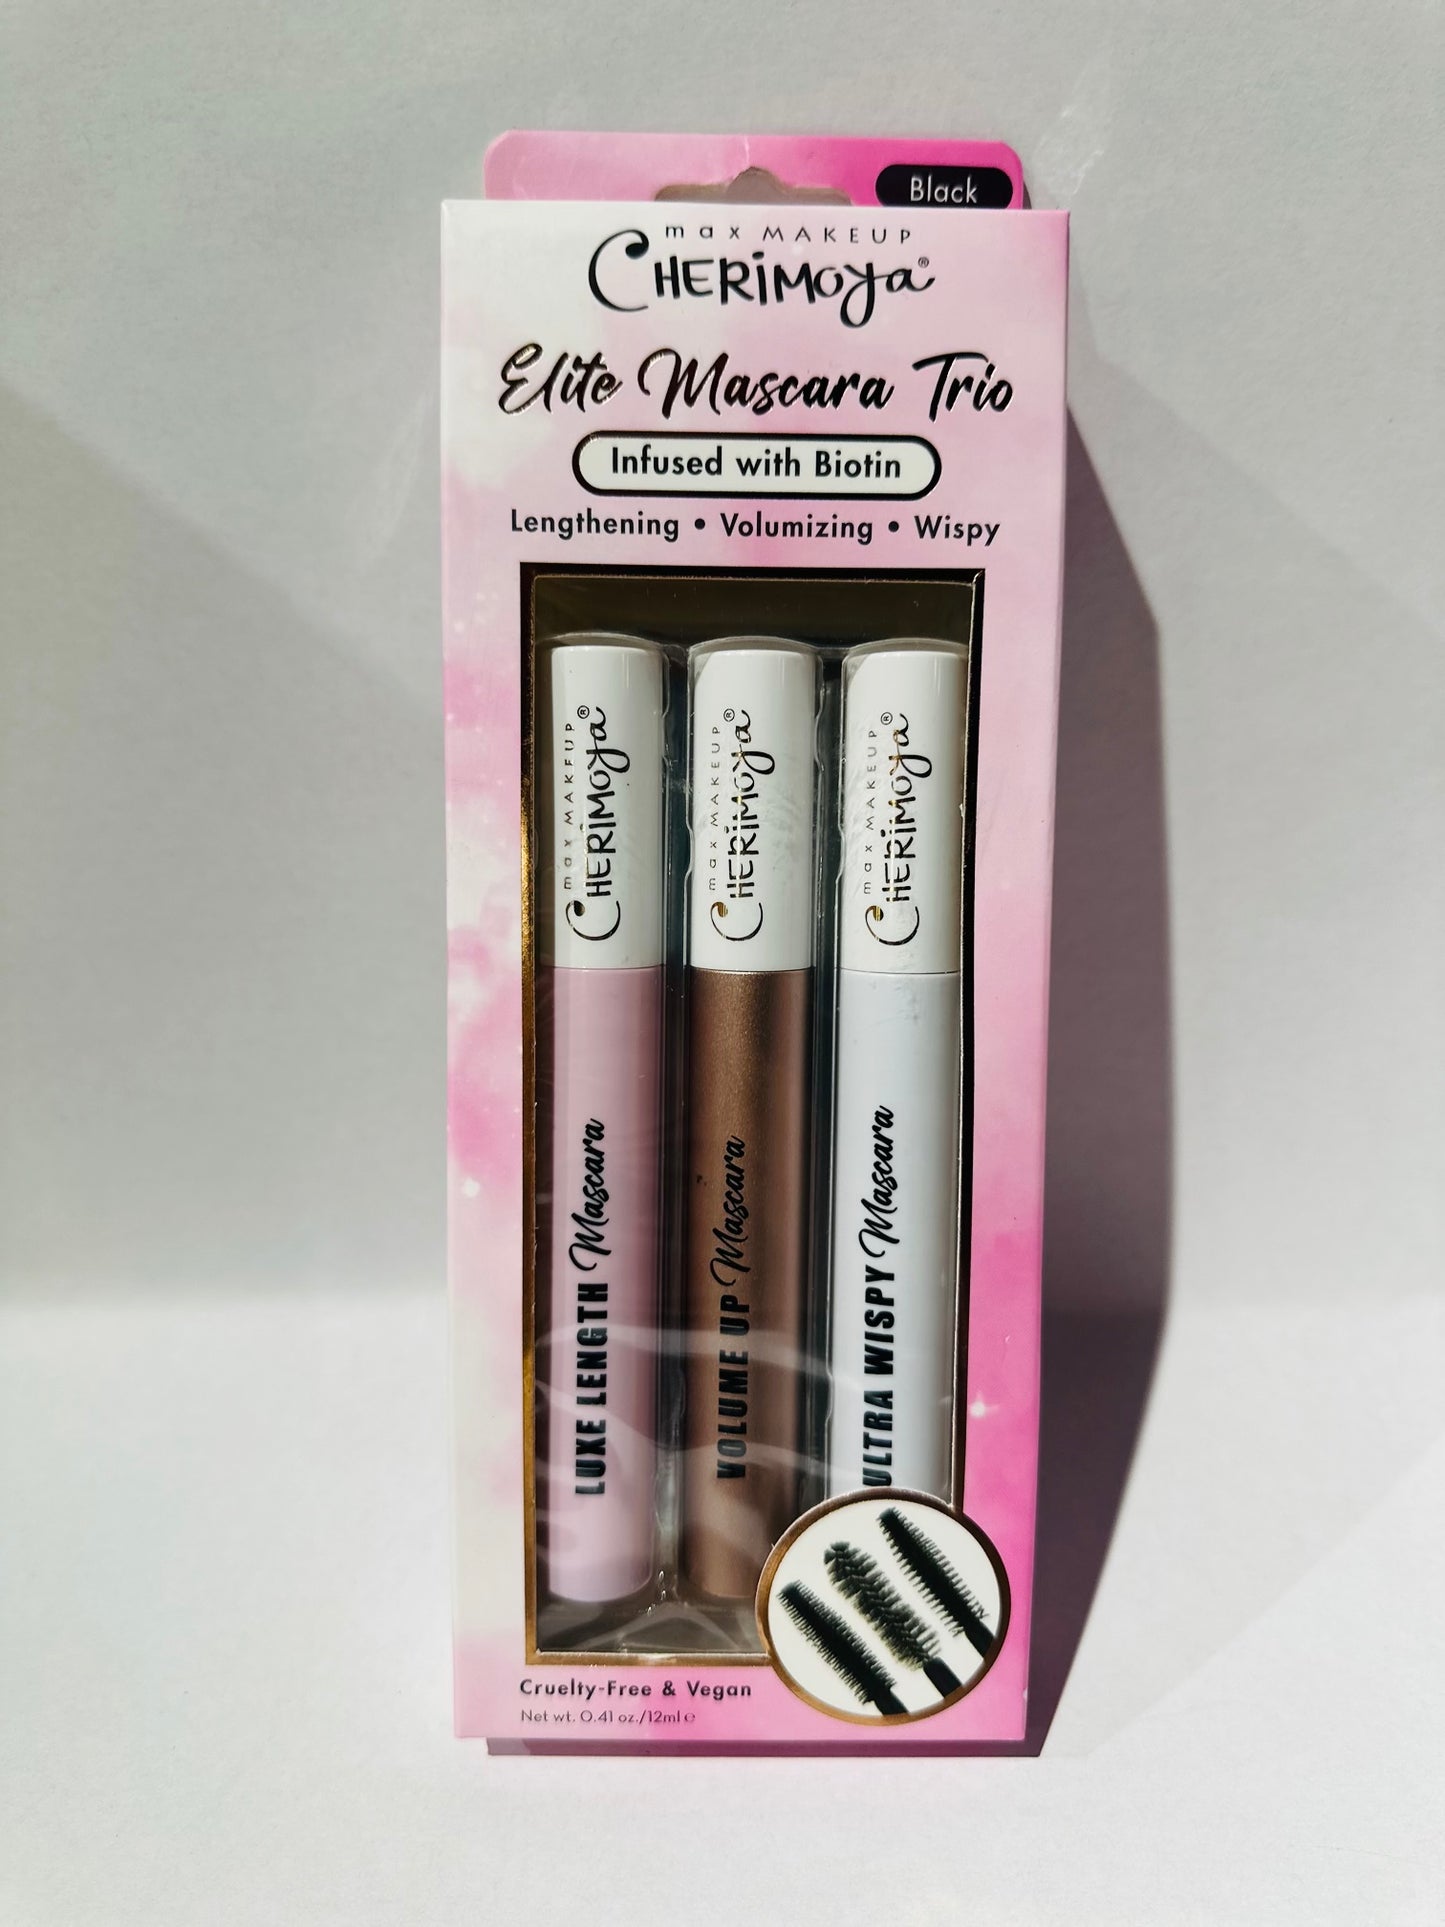 Black
max MAKEUP
CHERiMOya®
Elite Mascara Trio
Infused with Biotin
Lengthening • Volumizing • Wispy
max MAKEUP
CHERiMOya®
LUXE LENGTH Mascara
max MAKEUP
CHERiMOya®
VOLUME UP Mascara
max MAKEUP
CHERiMOya®
ULTRA WISPY Mascara
Cruelty-Free & Vegan
Net wt. 0.41 oz./12ml e